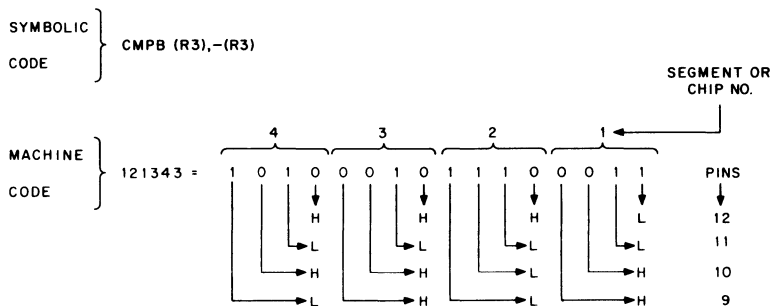 SYMBOLIC
CODE
CMPB (R3),-(R3)
SEGMENT OR
CHIP NO.
4 3 2 1
MACHINE
CODE
121343 = 1 0 1 0 0 0 1 0 1 1 1 0 0 0 1 1 PINS
H H H L 12
L L L L 11
H H L H 10
L H L H 9